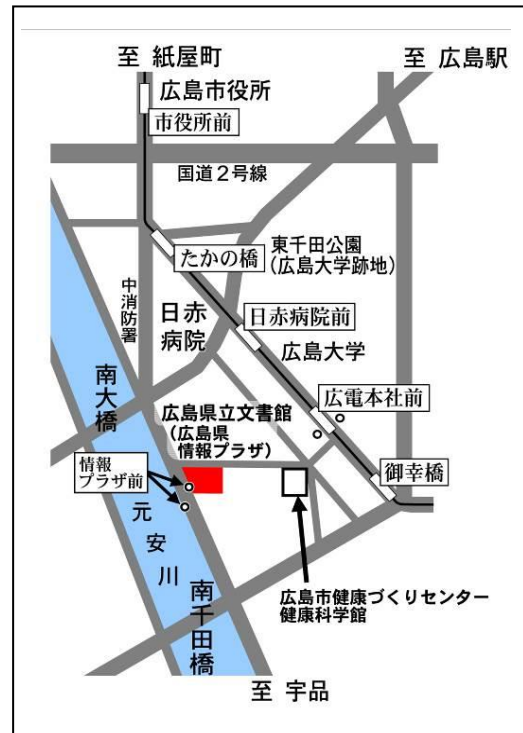 至 紙屋町
至 広島駅
広島市役所
市役所前
国道２号線
たかの橋
東千田公園
（広島大学跡地）
中消防署
日赤
病院
日赤病院前
広島大学
南大橋
広島県立文書館
（広島県
情報プラザ）
広電本社前
情報
プラザ前
御幸橋
元安川
広島市健康づくりセンター
健康科学館
南千田橋
至 宇品